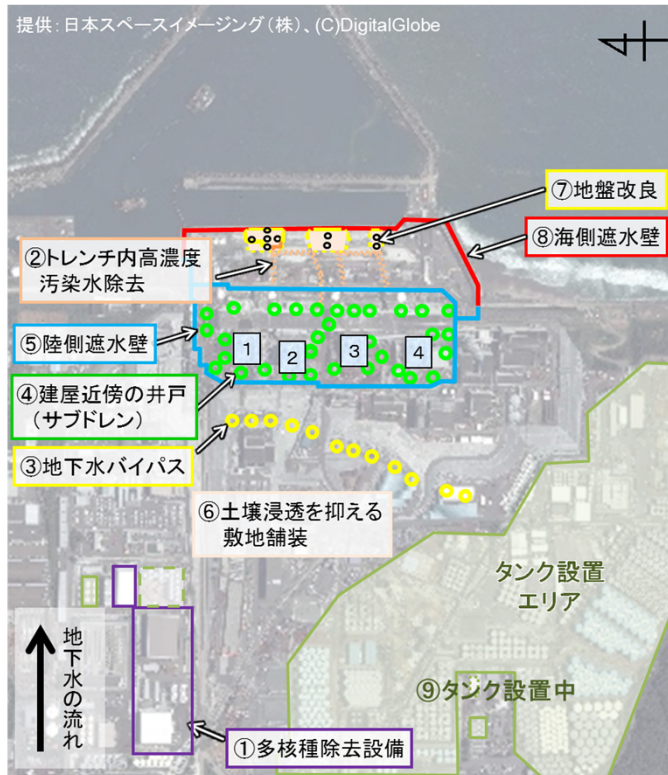 提供：日本スペースイメージング（株）、(C)DigitalGlobe
⑦地盤改良
⑧海側遮水壁
②トレンチ内高濃度
汚染水除去
⑤陸側遮水壁
1
2
3
4
④建屋近傍の井戸
（サブドレン）
③地下水バイパス
⑥土壌浸透を抑える
敷地舗装
タンク設置
エリア
⑨タンク設置中
地下水の流れ
①多核種除去設備